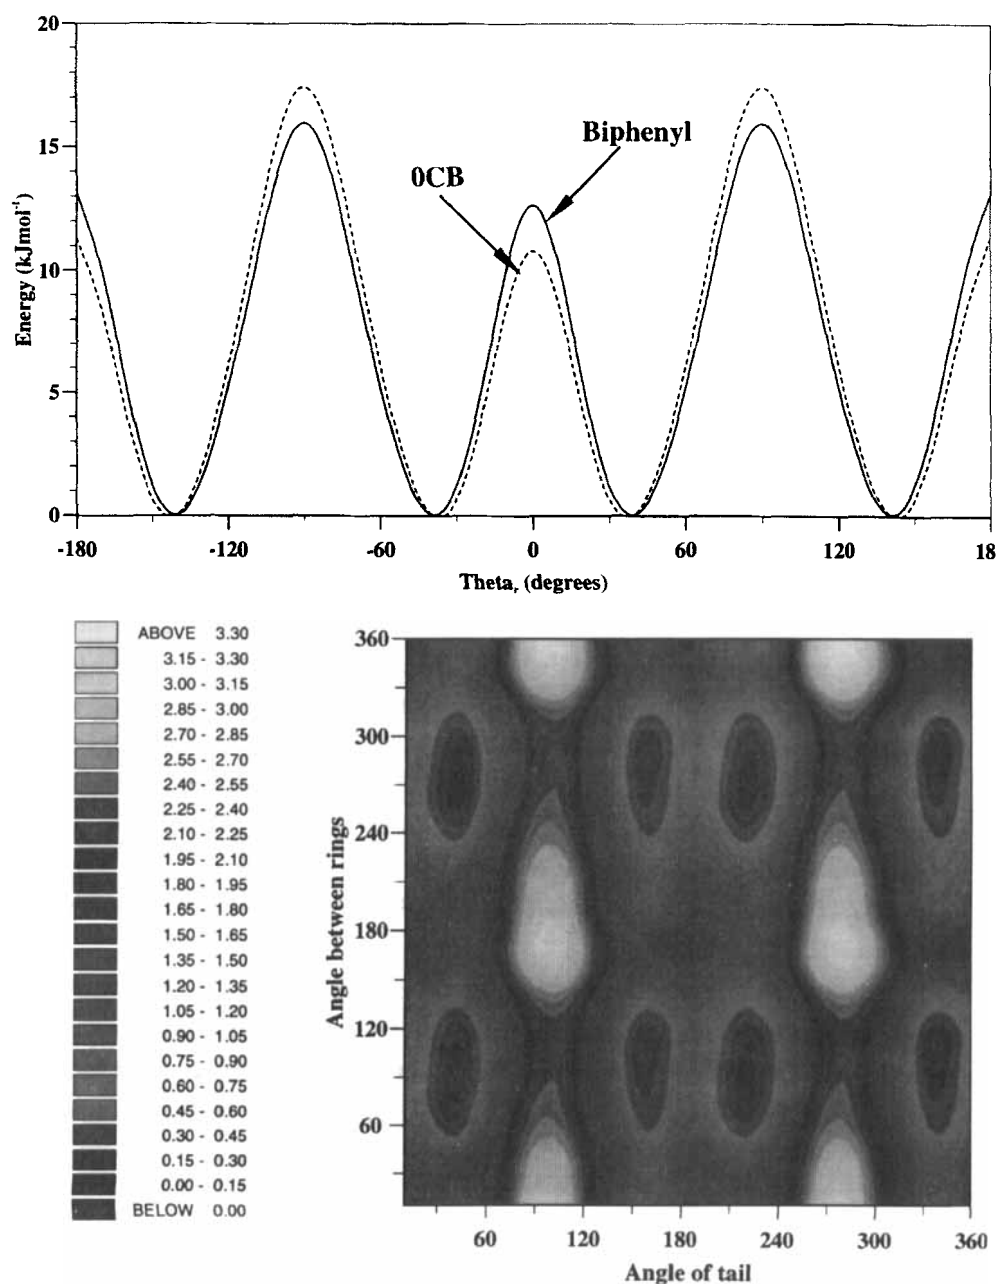 20
15
10
5
0
Energy (kJmol⁻¹)
0CB
Biphenyl
-180 -120 -60 0 60 120 18
Thetaᵣ (degrees)
ABOVE 3.30
3.15 - 3.30
3.00 - 3.15
2.85 - 3.00
2.70 - 2.85
2.55 - 2.70
2.40 - 2.55
2.25 - 2.40
2.10 - 2.25
1.95 - 2.10
1.80 - 1.95
1.65 - 1.80
1.50 - 1.65
1.35 - 1.50
1.20 - 1.35
1.05 - 1.20
0.90 - 1.05
0.75 - 0.90
0.60 - 0.75
0.45 - 0.60
0.30 - 0.45
0.15 - 0.30
0.00 - 0.15
BELOW 0.00
360
300
240
180
120
60
Angle between rings
60 120 180 240 300 360
Angle of tail